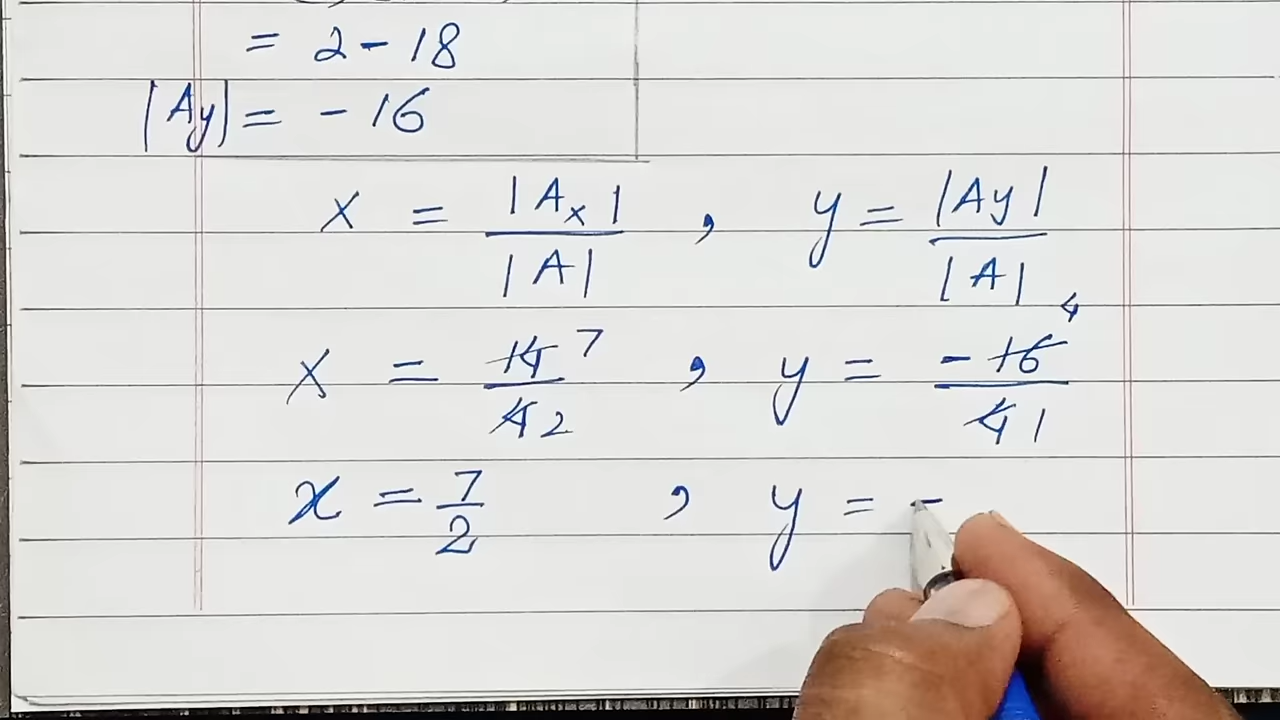 = 2 - 18
|Ay| = - 16
x = |Ax| / |A| , y = |Ay| / |A|
x = 14 7 / 4 2 , y = - 16 4 / 4 1
x = 7/2 , y = -